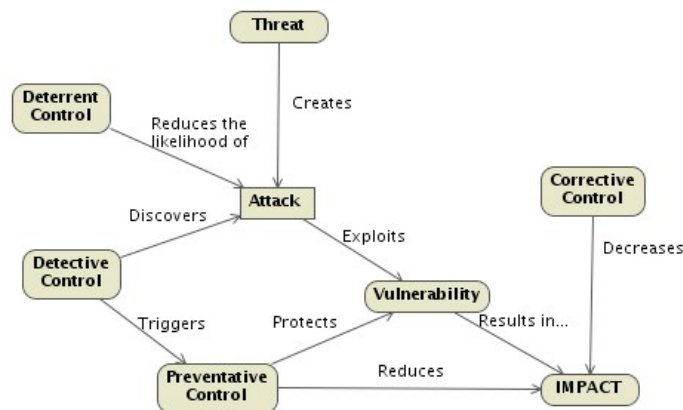 Threat
Deterrent
Control
Creates
Reduces the
likelihood of
Attack
Corrective
Control
Discovers
Exploits
Decreases
Detective
Control
Vulnerability
Triggers
Protects
Results in...
Preventative
Control
Reduces
IMPACT